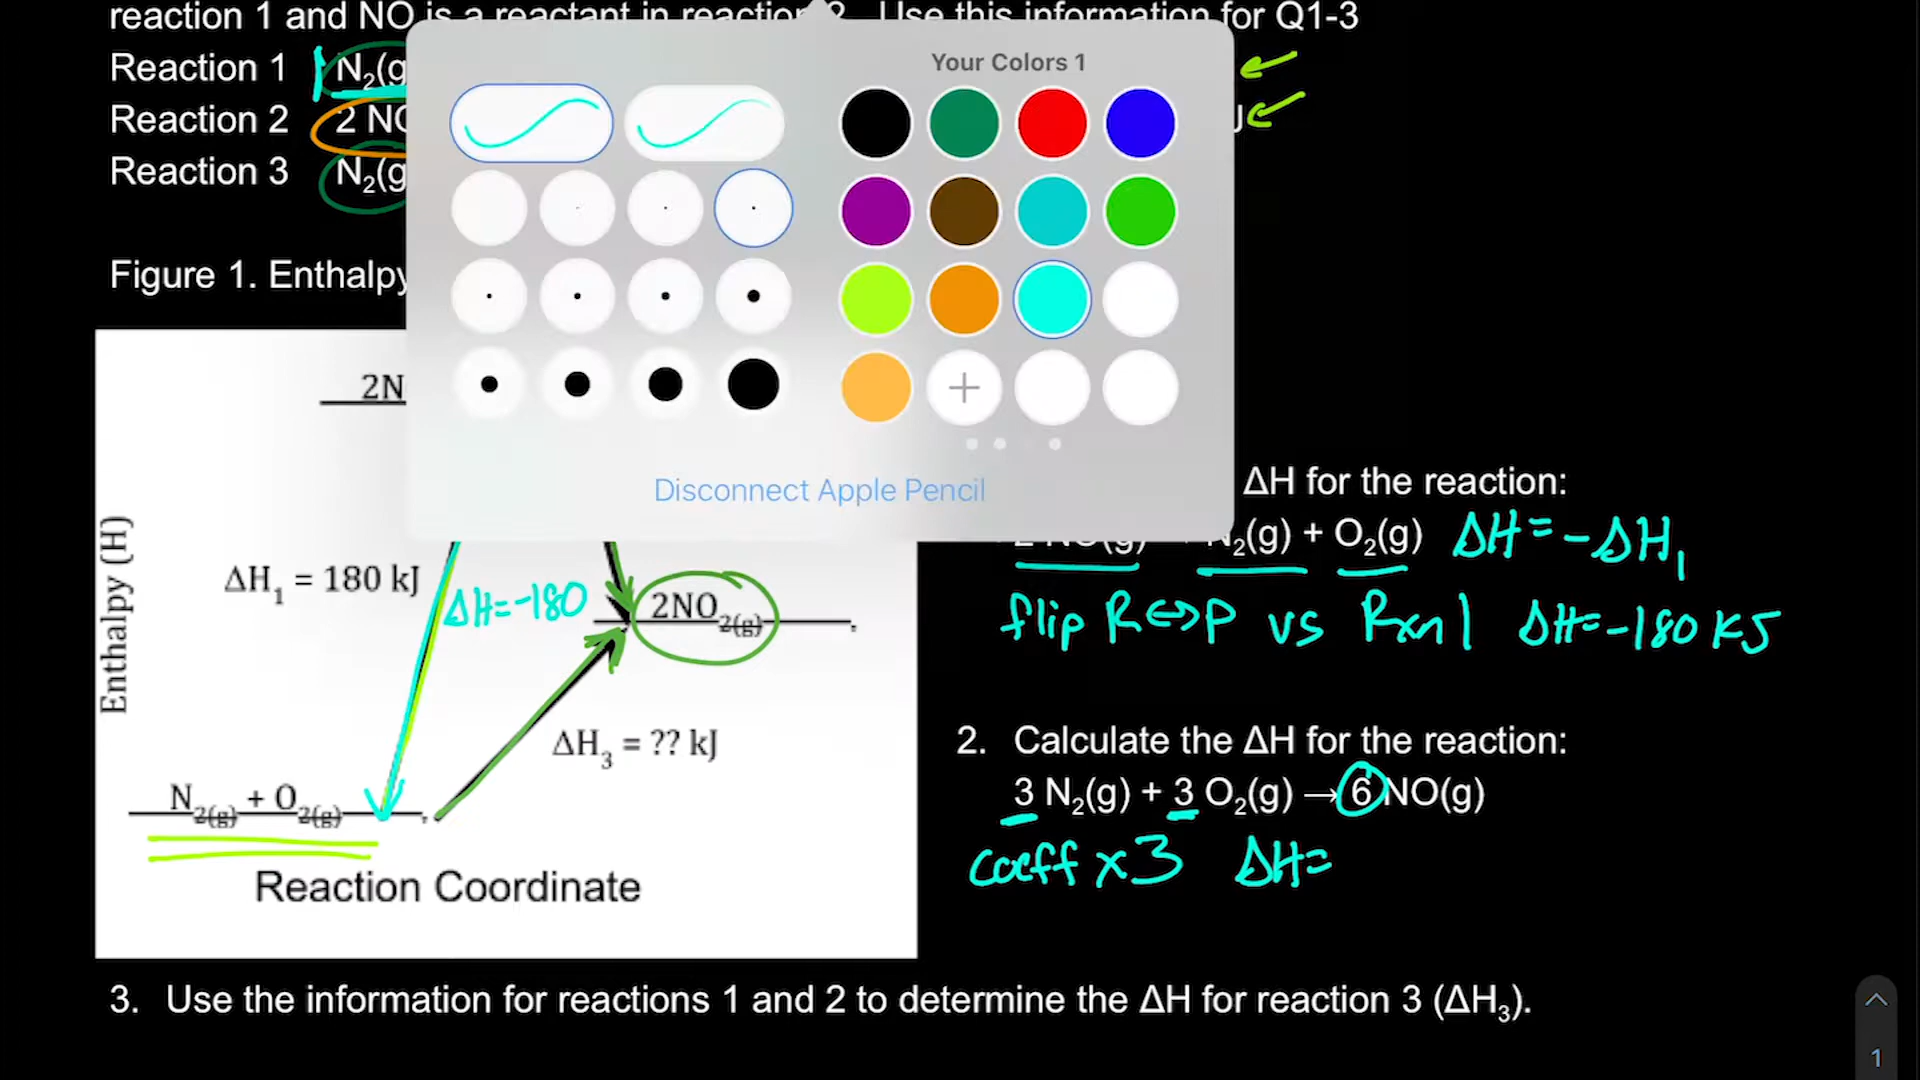 reaction 1 and NO is a reactant in reaction 2. Use this information for Q1-3
Reaction 1 N₂(g
Reaction 2 2 NO
Reaction 3 N₂(g
J
Your Colors 1
Disconnect Apple Pencil
Figure 1. Enthalpy
2N
Enthalpy (H)
ΔH₁ = 180 kJ
ΔH=-180
2NO₂(g)
ΔH₃ = ?? kJ
N₂(g) + O₂(g)
Reaction Coordinate
ΔH for the reaction:
2 NO(g) N₂(g) + O₂(g) ΔH=-ΔH₁
flip R⇔P vs Rxn 1 ΔH=-180 KJ
2. Calculate the ΔH for the reaction:
3 N₂(g) + 3 O₂(g) → 6 NO(g)
coeff x3 ΔH=
3. Use the information for reactions 1 and 2 to determine the ΔH for reaction 3 (ΔH₃).
1